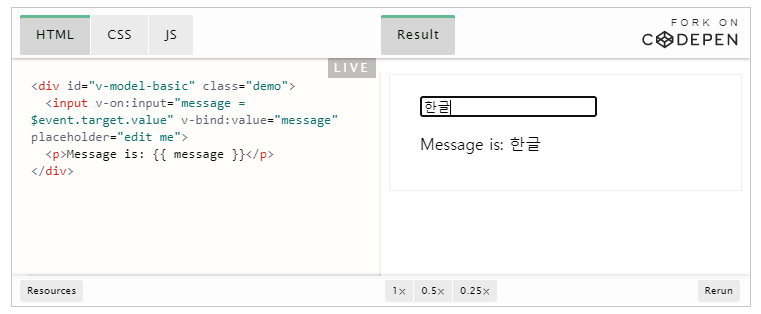 HTML CSS JS Result FORK ON
CODEPEN
LIVE
<div id="v-model-basic" class="demo">
  <input v-on:input="message =
$event.target.value" v-bind:value="message"
placeholder="edit me">
  <p>Message is: {{ message }}</p>
</div>
한글
Message is: 한글
Resources 1× 0.5× 0.25× Rerun